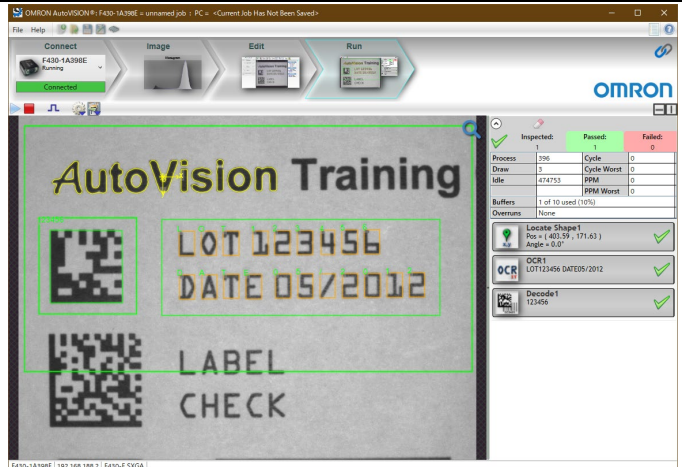 OMRON AutoVISION®: F430-1A398E = unnamed job : PC = <Current Job Has Not Been Saved>
File Help
Connect
Image
Edit
Run
F430-1A398E
Running
Connected
OMRON
AutoVision Training
LOT 123456
DATE 05/2012
LABEL
CHECK
Inspected: Passed: Failed:
1 1 0
Process 396 Cycle 0
Draw 3 Cycle Worst 0
Idle 474753 PPM 0
PPM Worst 0
Buffers 1 of 10 used (10%)
Overruns None
Locate Shape1
Pos = ( 403.59 , 171.63 )
Angle = 0.0°
OCR
OCR1
LOT123456 DATE05/2012
Decode1
123456
F430-1A398E 192.168.188.2 F430-F SXGA